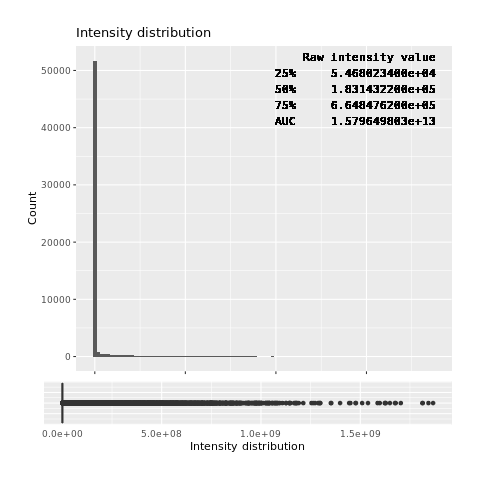 Intensity distribution
Raw intensity value
25% 5.468023400e+04
50% 1.831432200e+05
75% 6.648476200e+05
AUC 1.579649803e+13
50000
40000
30000
20000
10000
0
Count
0.0e+00 5.0e+08 1.0e+09 1.5e+09
Intensity distribution